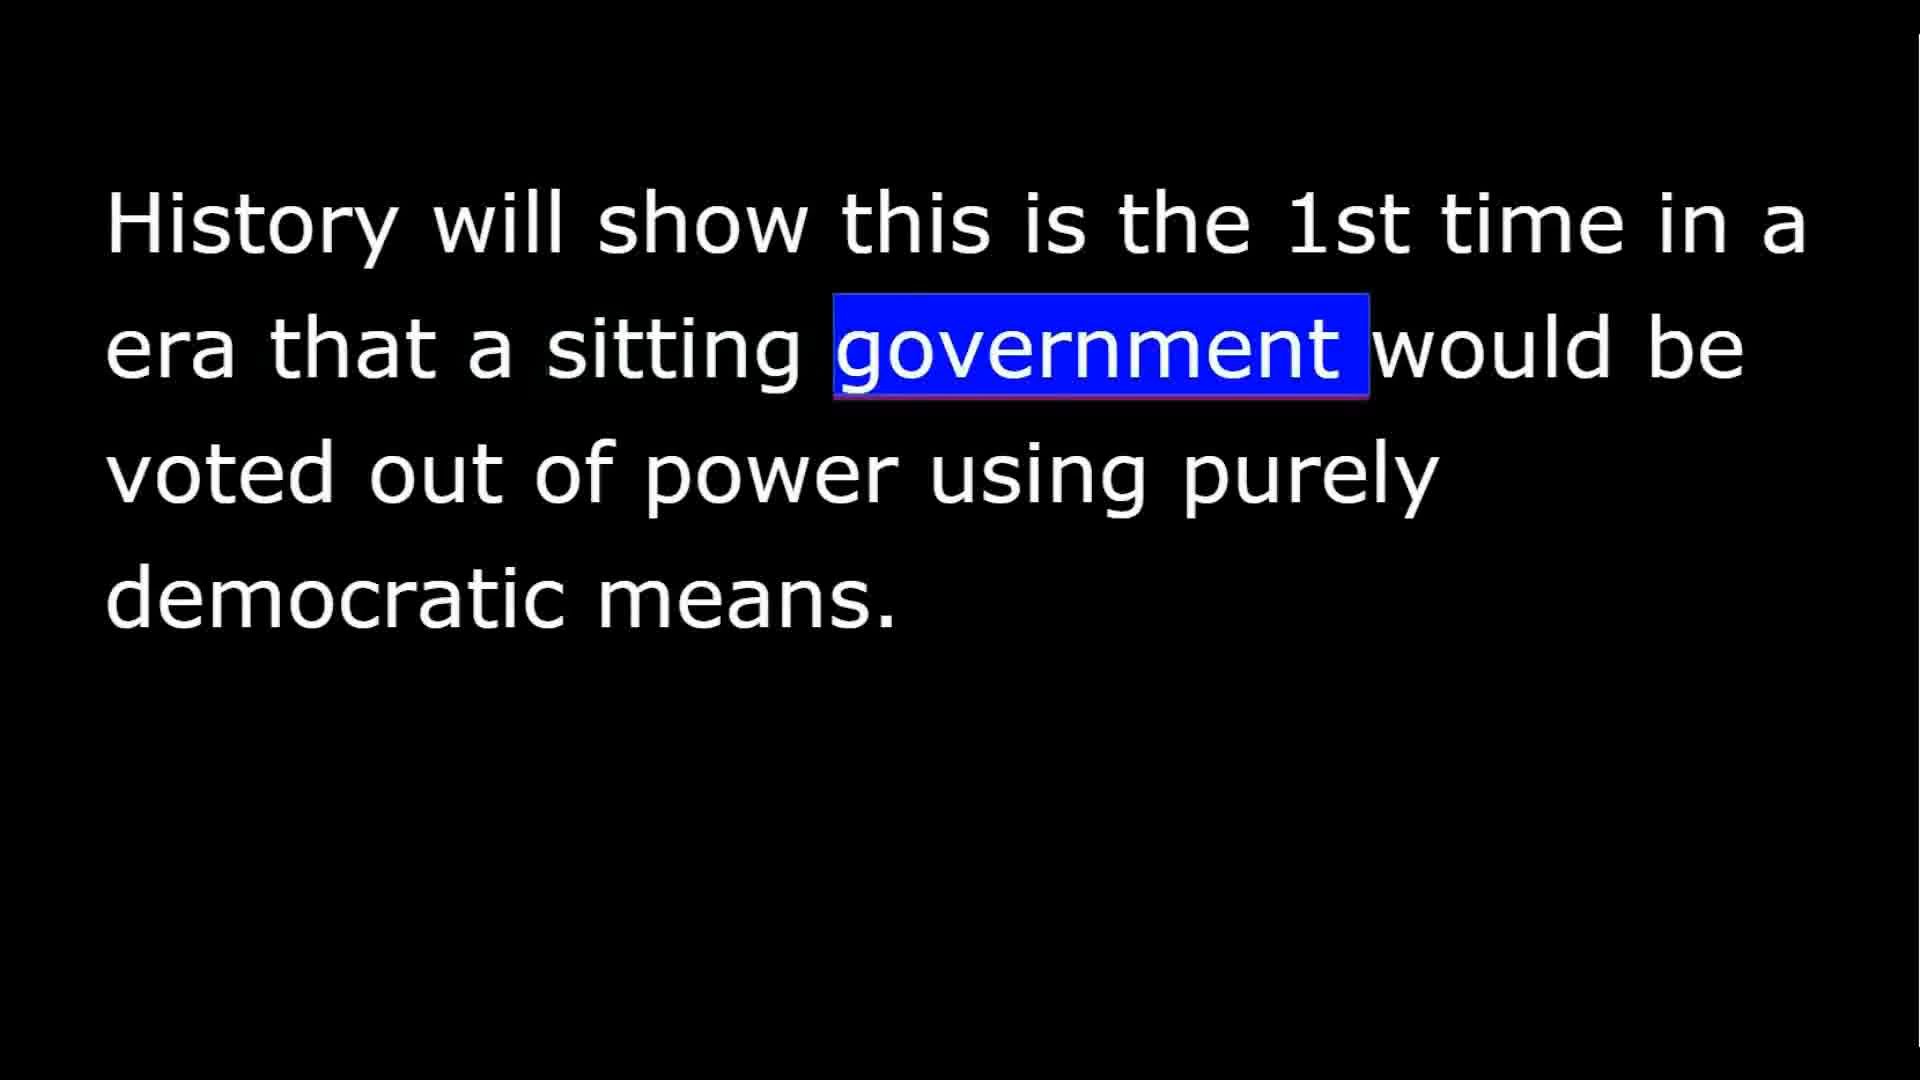 History will show this is the 1st time in a
era that a sitting government would be
voted out of power using purely
democratic means.